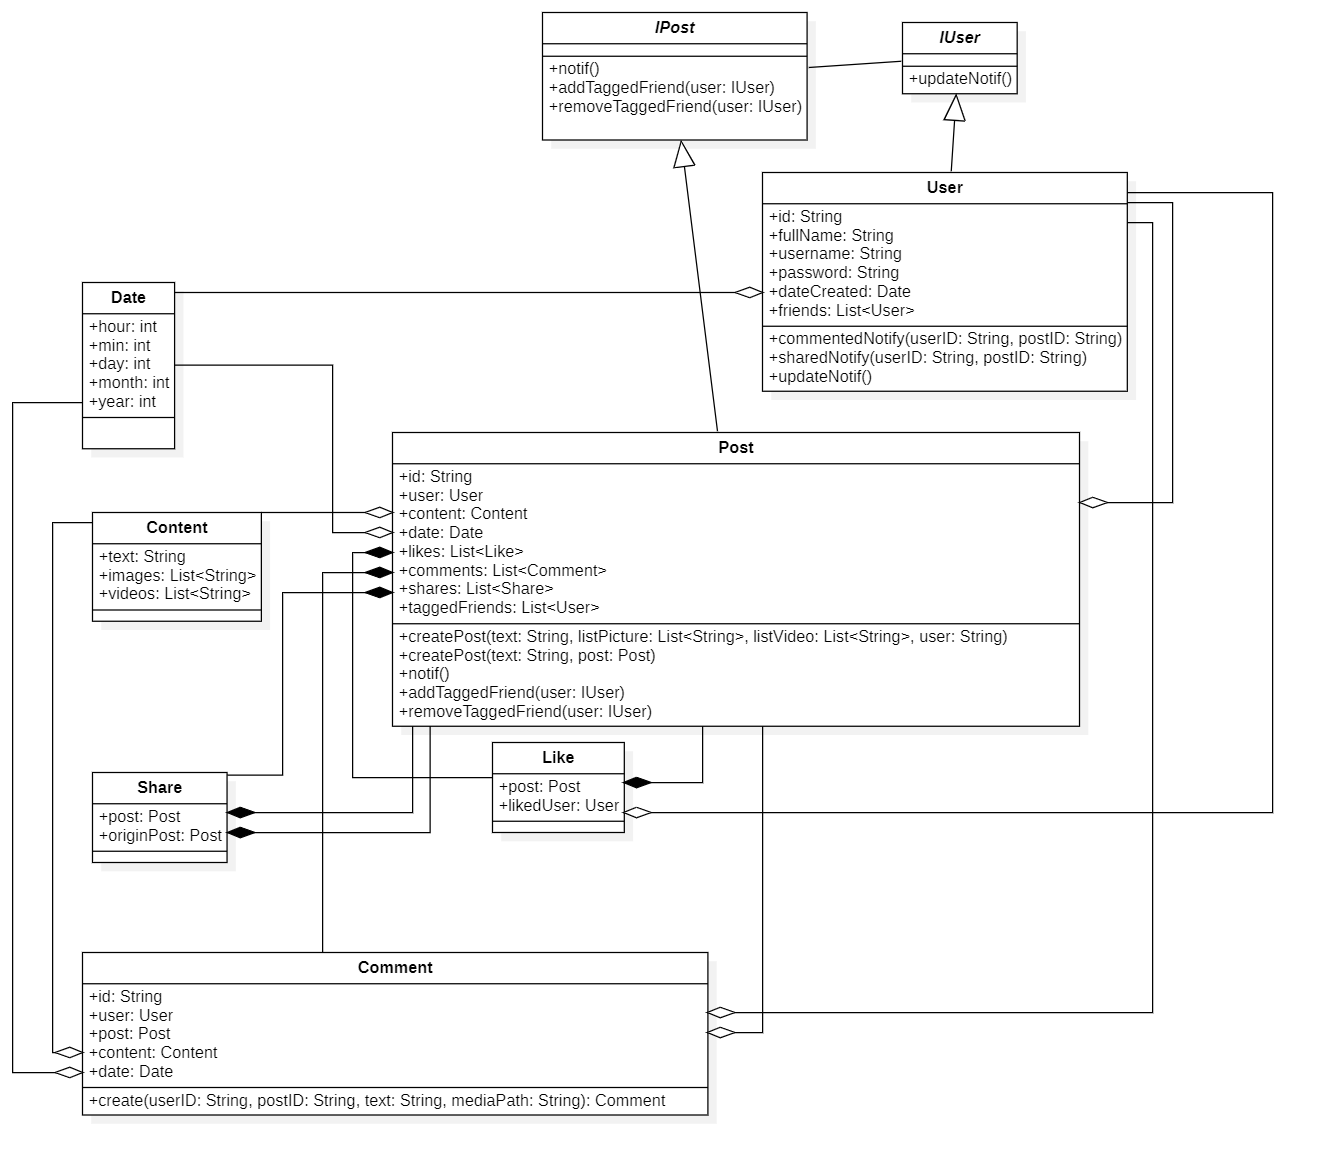 IPost
+notif()
+addTaggedFriend(user: IUser)
+removeTaggedFriend(user: IUser)
IUser
+updateNotif()
User
+id: String
+fullName: String
+username: String
+password: String
+dateCreated: Date
+friends: List<User>
+commentedNotify(userID: String, postID: String)
+sharedNotify(userID: String, postID: String)
+updateNotif()
Date
+hour: int
+min: int
+day: int
+month: int
+year: int
Post
+id: String
+user: User
+content: Content
+date: Date
+likes: List<Like>
+comments: List<Comment>
+shares: List<Share>
+taggedFriends: List<User>
+createPost(text: String, listPicture: List<String>, listVideo: List<String>, user: String)
+createPost(text: String, post: Post)
+notif()
+addTaggedFriend(user: IUser)
+removeTaggedFriend(user: IUser)
Content
+text: String
+images: List<String>
+videos: List<String>
Like
+post: Post
+likedUser: User
Share
+post: Post
+originPost: Post
Comment
+id: String
+user: User
+post: Post
+content: Content
+date: Date
+create(userID: String, postID: String, text: String, mediaPath: String): Comment